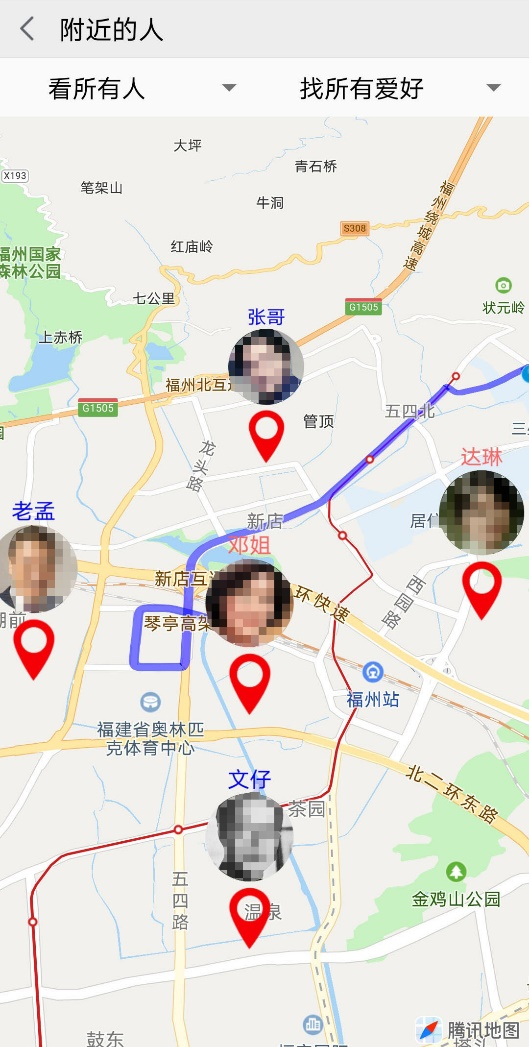 附近的人
看所有人
找所有爱好
大坪
青石桥
X193
笔架山
牛洞
福州绕城高速
S308
红庙岭
福州国家
森林公园
七公里
G1505
状元岭
张哥
上赤桥
福州北互通
G1505
管顶
五四北
龙头路
达琳
老孟
新店
邓姐
新店互通
西园路
环快速
琴亭高架
福州站
福建省奥林匹
克体育中心
文仔
北二环东路
茶园
五四路
金鸡山公园
温泉
鼓东
腾讯地图